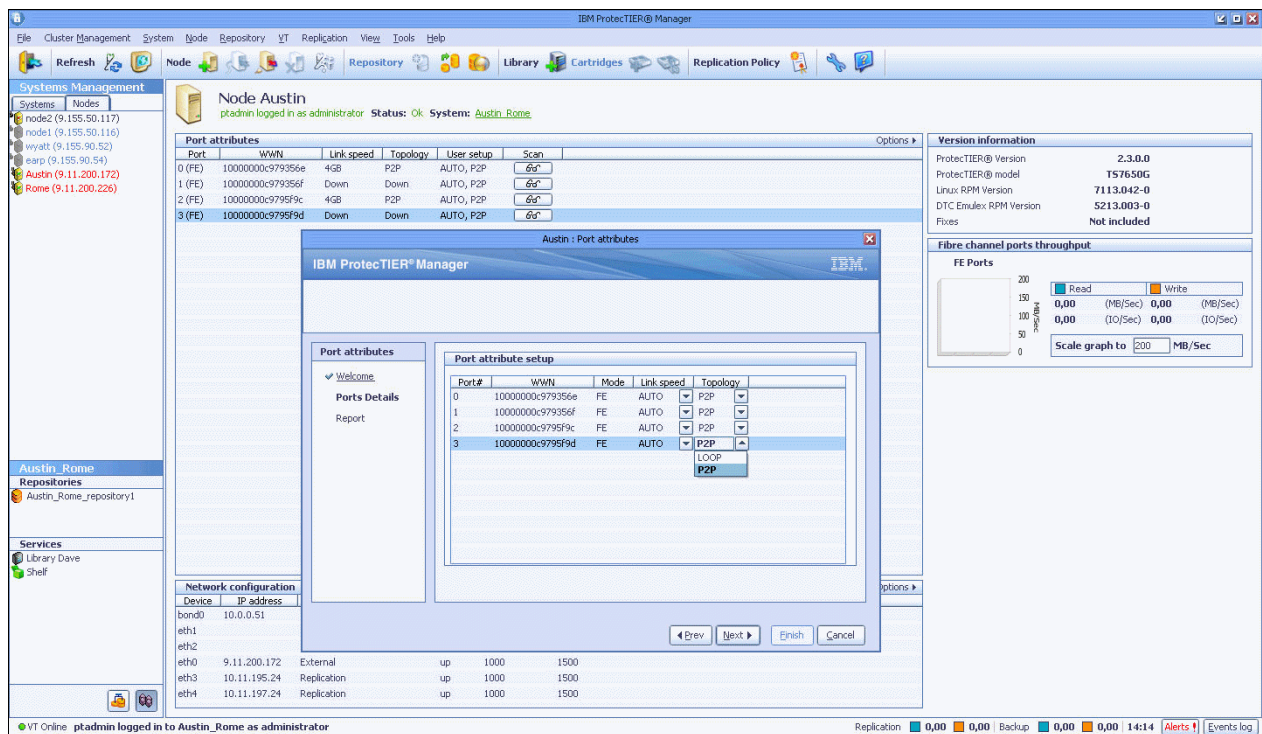 IBM ProtecTIER® Manager
File Cluster Management System Node Repository VT Replication View Tools Help
Refresh Node Repository Library Cartridges Replication Policy
Systems Management
Systems Nodes
node2 (9.155.50.117)
node1 (9.155.50.116)
wyatt (9.155.90.52)
earp (9.155.90.54)
Austin (9.11.200.172)
Rome (9.11.200.226)
Node Austin
ptadmin logged in as administrator Status: Ok System: Austin_Rome
Port attributes Options
Port WWN Link speed Topology User setup Scan
0 (FE) 10000000c979356e 4GB P2P AUTO, P2P
1 (FE) 10000000c979356f Down Down AUTO, P2P
2 (FE) 10000000c9795f9c 4GB P2P AUTO, P2P
3 (FE) 10000000c9795f9d Down Down AUTO, P2P
Version information
ProtecTIER® Version 2.3.0.0
ProtecTIER® model TS7650G
Linux RPM Version 7113.042-0
DTC Emulex RPM Version 5213.003-0
Fixes Not included
Fibre channel ports throughput
FE Ports
200
150
100
50
0
MB/Sec
Read Write
0,00 (MB/Sec) 0,00 (MB/Sec)
0,00 (IO/Sec) 0,00 (IO/Sec)
Scale graph to 200 MB/Sec
Austin : Port attributes
IBM ProtecTIER® Manager
IBM.
Port attributes
Welcome
Ports Details
Report
Port attribute setup
Port# WWN Mode Link speed Topology
0 10000000c979356e FE AUTO P2P
1 10000000c979356f FE AUTO P2P
2 10000000c9795f9c FE AUTO P2P
3 10000000c9795f9d FE AUTO P2P
LOOP
P2P
Prev Next Finish Cancel
Austin_Rome
Repositories
Austin_Rome_repository1
Services
Library Dave
Shelf
Network configuration
Device IP address
bond0 10.0.0.51
eth1
eth2
eth0 9.11.200.172 External up 1000 1500
eth3 10.11.195.24 Replication up 1000 1500
eth4 10.11.197.24 Replication up 1000 1500
VT Online ptadmin logged in to Austin_Rome as administrator
Replication 0,00 0,00 Backup 0,00 0,00 14:14 Alerts ! Events log